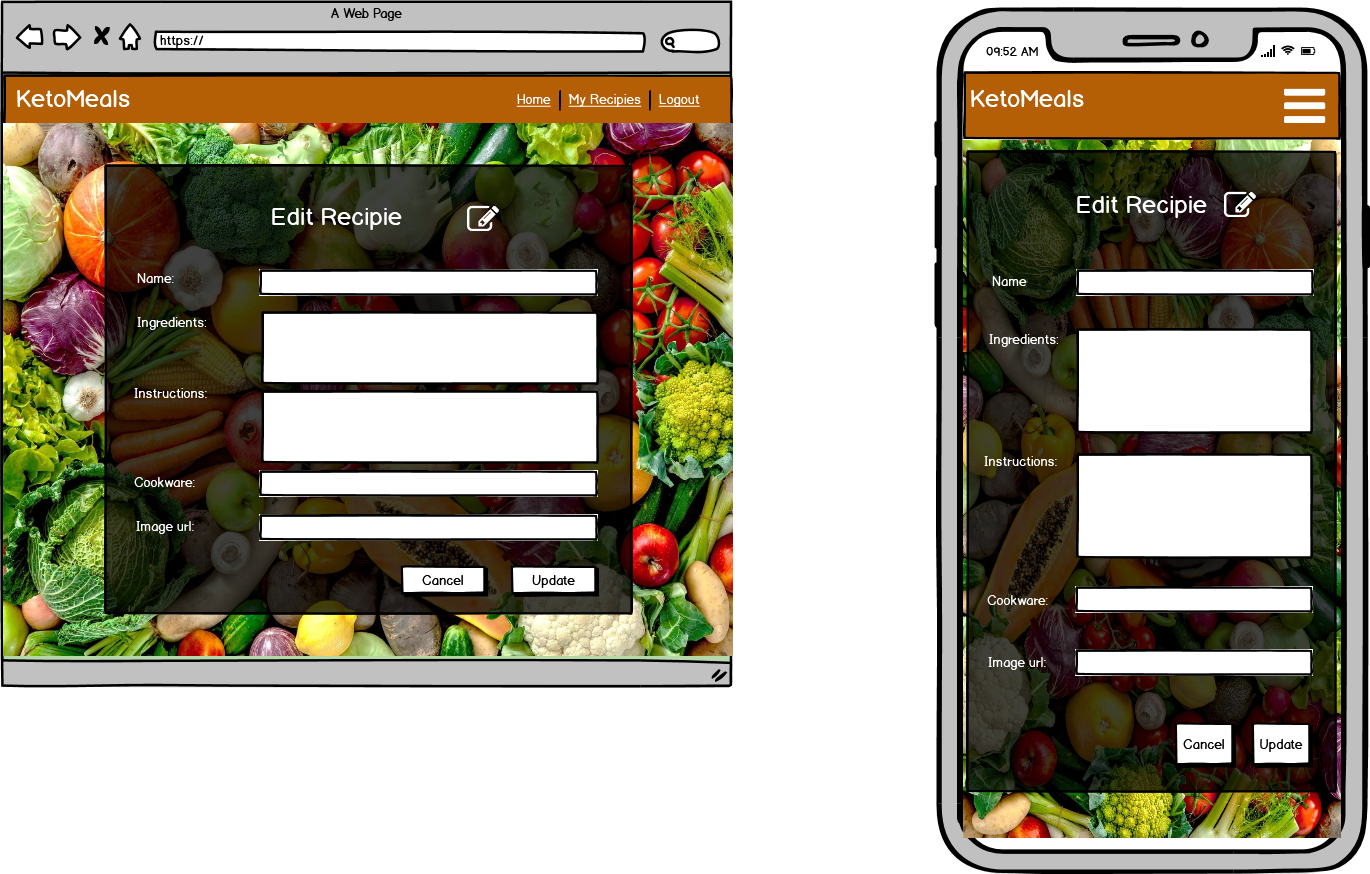 A Web Page
https://
KetoMeals
Home | My Recipies | Logout
Edit Recipie
Name:
Ingredients:
Instructions:
Cookware:
Image url:
Cancel
Update
09:52 AM
KetoMeals
Edit Recipie
Name
Ingredients:
Instructions:
Cookware:
Image url:
Cancel
Update